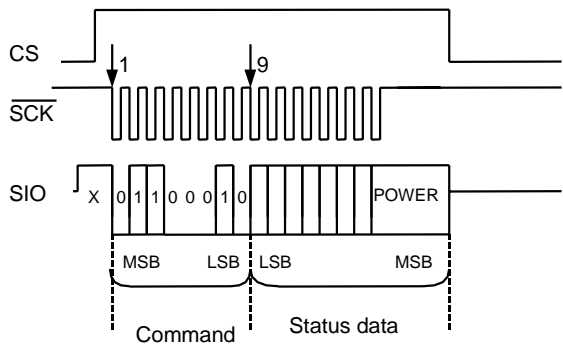 CS
1 9
SCK
SIO X 0 1 1 0 0 0 1 0 POWER
MSB LSB LSB MSB
Command Status data